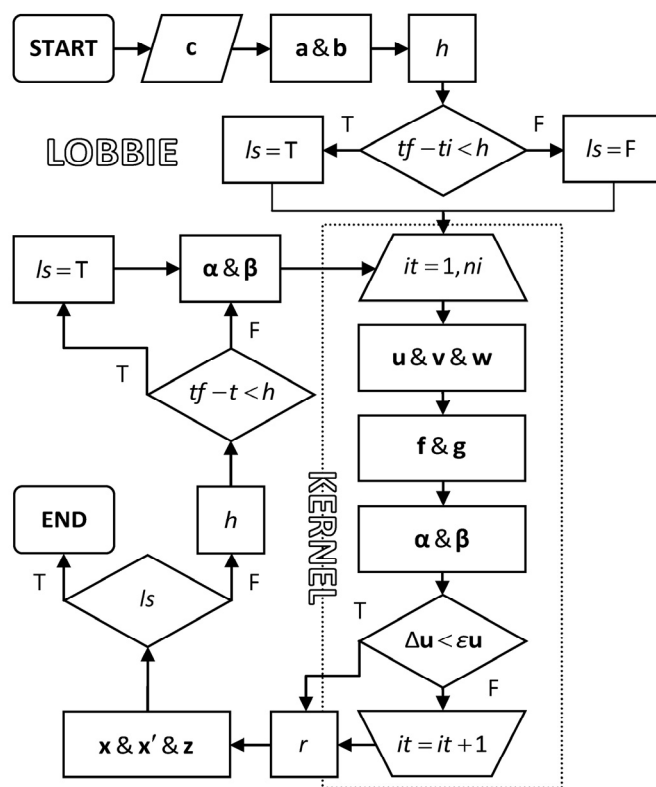 START
c
a & b
h
LOBBIE
T
tf − ti < h
F
ls = T
ls = F
ls = T
α & β
it = 1, ni
F
T
tf − t < h
u & v & w
f & g
KERNEL
END
h
α & β
T
ls
F
T
Δu < εu
F
x & x′ & z
r
it = it + 1